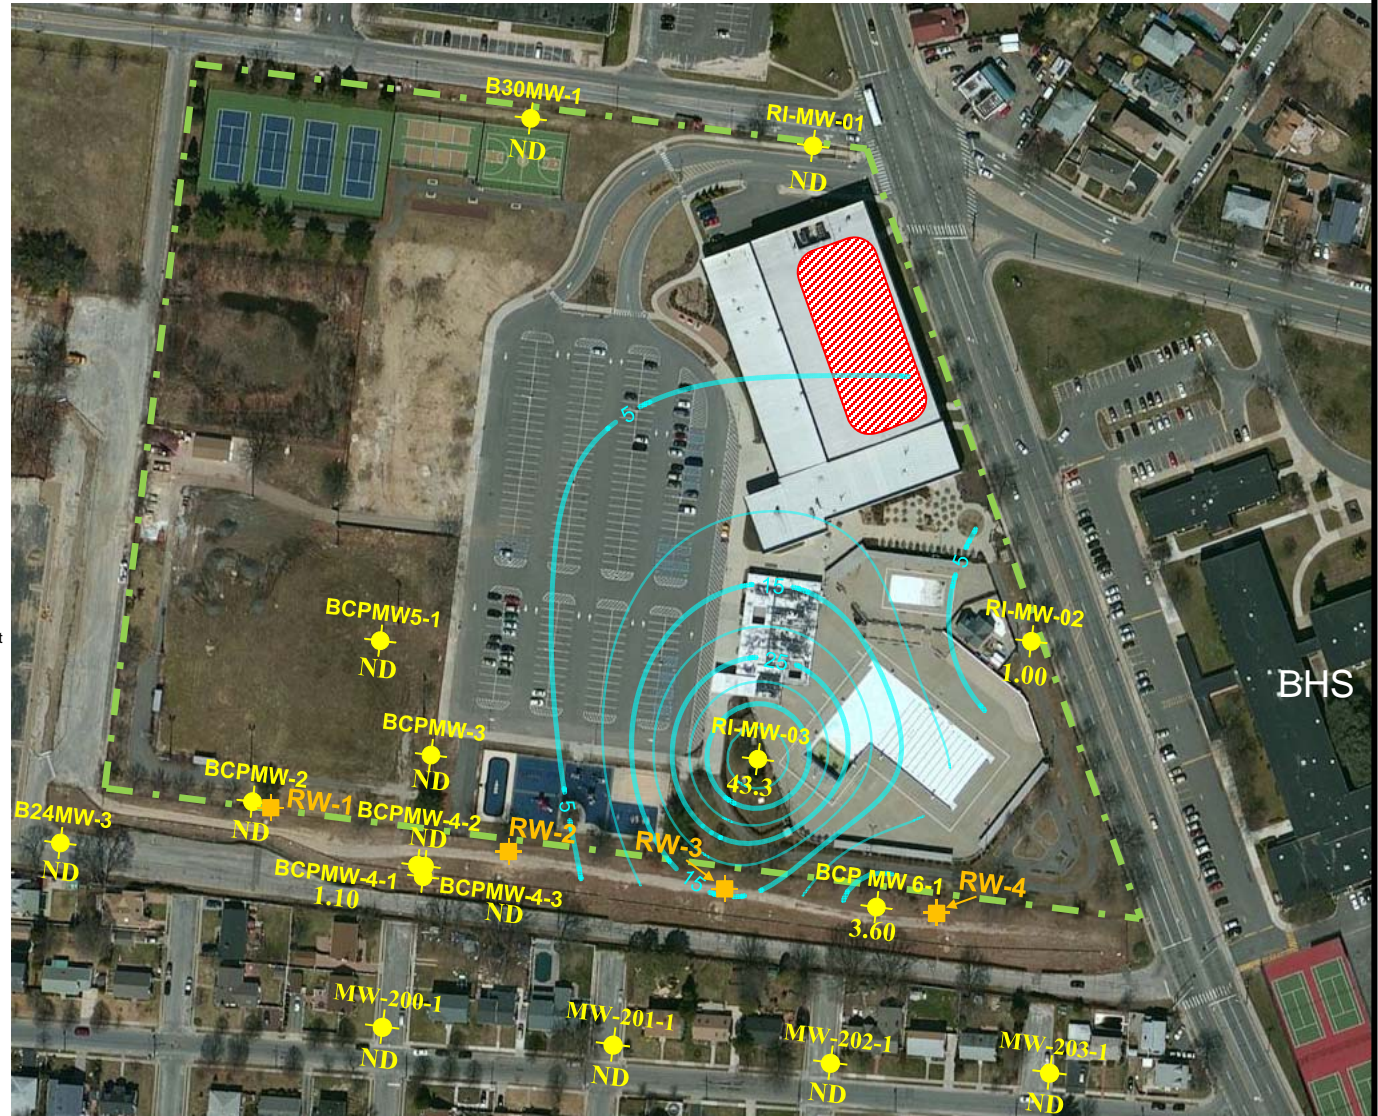 B30MW-1
ND
RI-MW-01
ND
5
5
15
25
RI-MW-02
1.00
BHS
BCPMW5-1
ND
t
BCPMW-3
ND
RI-MW-03
43.3
BCPMW-2
ND
RW-1
5
B24MW-3
ND
BCPMW-4-2
ND
RW-2
RW-3
15
BCPMW-4-1
1.10
BCPMW-4-3
ND
BCP MW 6-1
3.60
RW-4
MW-200-1
ND
MW-201-1
ND
MW-202-1
ND
MW-203-1
ND